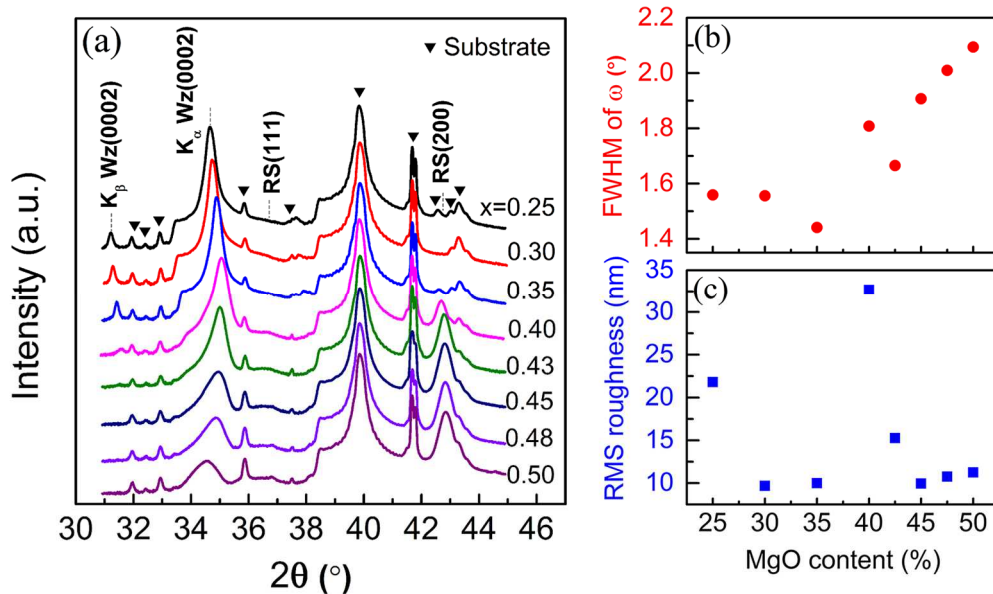 (a)
▼ Substrate
K_β Wz(0002)
K_α Wz(0002)
RS(111)
RS(200)
x=0.25
0.30
0.35
0.40
0.43
0.45
0.48
0.50
Intensity (a.u.)
30 32 34 36 38 40 42 44 46
2θ (°)
(b)
FWHM of ω (°)
2.2
2.0
1.8
1.6
1.4
(c)
RMS roughness (nm)
35
30
25
20
15
10
25 30 35 40 45 50
MgO content (%)